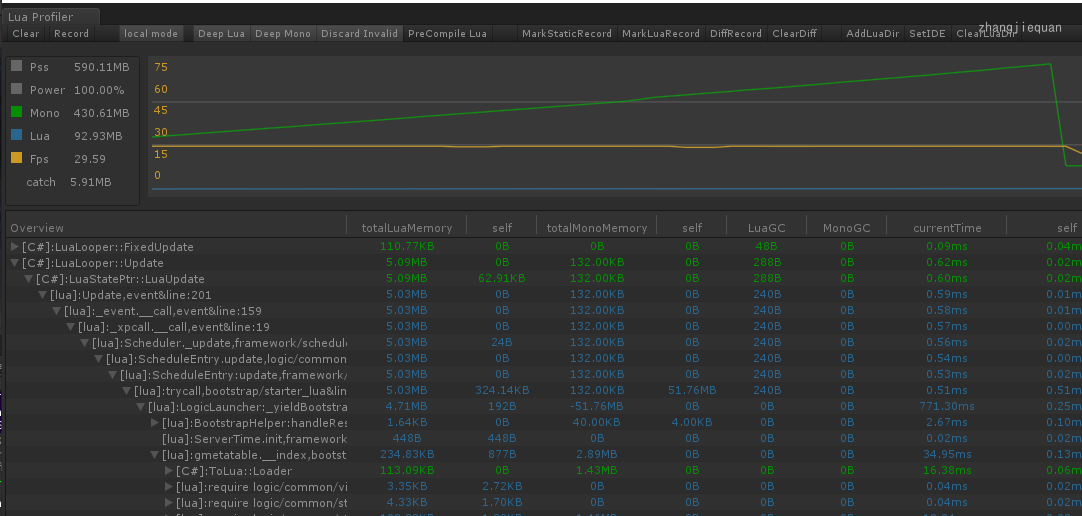 Lua Profiler
Clear Record local mode Deep Lua Deep Mono Discard Invalid PreCompile Lua MarkStaticRecord MarkLuaRecord DiffRecord ClearDiff AddLuaDir SetIDE ClearLuaDir
zhangjiequan
Pss 590.11MB
Power 100.00%
Mono 430.61MB
Lua 92.93MB
Fps 29.59
catch 5.91MB
75
60
45
30
15
0
Overview totalLuaMemory self totalMonoMemory self LuaGC MonoGC currentTime self
[C#]:LuaLooper::FixedUpdate 110.77KB 0B 0B 0B 48B 0B 0.09ms 0.04m
[C#]:LuaLooper::Update 5.09MB 0B 132.00KB 0B 288B 0B 0.62ms 0.02m
[C#]:LuaStatePtr::LuaUpdate 5.09MB 62.91KB 132.00KB 0B 288B 0B 0.60ms 0.02m
[lua]:Update,event&line:201 5.03MB 0B 132.00KB 0B 240B 0B 0.59ms 0.01m
[lua]:_event.__call,event&line:159 5.03MB 0B 132.00KB 0B 240B 0B 0.58ms 0.01m
[lua]:_xpcall.__call,event&line:19 5.03MB 0B 132.00KB 0B 240B 0B 0.57ms 0.00m
[lua]:Scheduler._update,framework/schedul 5.03MB 24B 132.00KB 0B 240B 0B 0.56ms 0.02m
[lua]:ScheduleEntry.update,logic/common 5.03MB 0B 132.00KB 0B 240B 0B 0.54ms 0.00m
[lua]:ScheduleEntry:update,framework/ 5.03MB 0B 132.00KB 0B 240B 0B 0.53ms 0.02m
[lua]:trycall,bootstrap/starter_lua&lin 5.03MB 324.14KB 132.00KB 51.76MB 240B 0B 0.51ms 0.51m
[lua]:LogicLauncher:_yieldBootstra 4.71MB 192B -51.76MB 0B 0B 0B 771.30ms 0.25m
[lua]:BootstrapHelper:handleRes 1.64KB 0B 40.00KB 4.00KB 0B 0B 2.67ms 0.10m
[lua]:ServerTime.init,framework 448B 448B 0B 0B 0B 0B 0.02ms 0.02m
[lua]:gmetatable.__index,bootst 234.83KB 877B 2.89MB 0B 0B 0B 34.95ms 0.13m
[C#]:ToLua::Loader 113.09KB 0B 1.43MB 0B 0B 0B 16.38ms 0.06m
[lua]:require logic/common/vi 3.35KB 2.72KB 0B 0B 0B 0B 0.04ms 0.02m
[lua]:require logic/common/st 4.33KB 1.70KB 0B 0B 0B 0B 0.04ms 0.02m